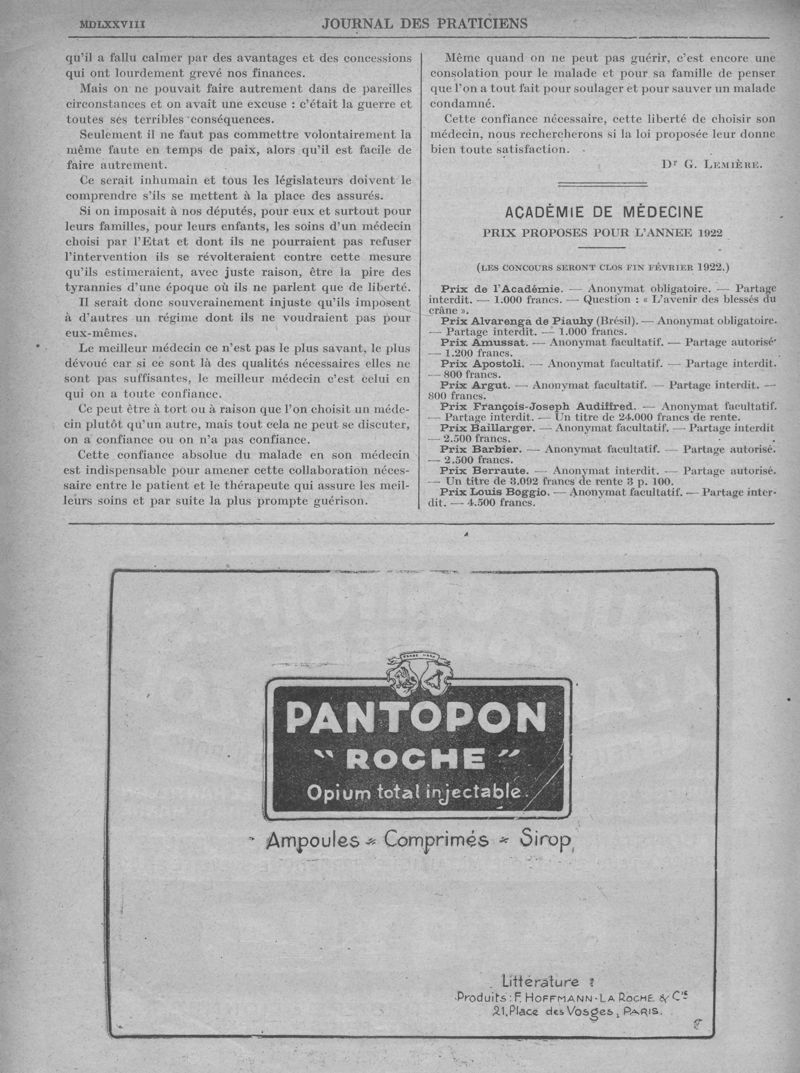 MDLXXVIII
JOURNAL DES PRATICIENS
qu'il a fallu calmer par des avantages et des concessions
qui ont lourdement grevé nos finances.
Mais on ne pouvait faire autrement dans de pareilles
circonstances et on avait une excuse : c'était la guerre et
toutes ses terribles conséquences.
Seulement il ne faut pas commettre volontairement la
même faute en temps de paix, alors qu'il est facile de
faire autrement.
Ce serait inhumain et tous les législateurs doivent le
comprendre s'ils se mettent à la place des assurés.
Si on imposait à nos députés, pour eux et surtout pour
leurs familles, pour leurs enfants, les soins d'un médecin
choisi par l'Etat et dont ils ne pourraient pas refuser
l'intervention ils se révolteraient contre cette mesure
qu'ils estimeraient, avec juste raison, être la pire des
tyrannies d'une époque où ils ne parlent que de liberté.
Il serait donc souverainement injuste qu'ils imposent
à d'autres un régime dont ils ne voudraient pas pour
eux-mêmes.
Le meilleur médecin ce n'est pas le plus savant, le plus
dévoué car si ce sont là des qualités nécessaires elles ne
sont pas suffisantes, le meilleur médecin c'est celui en
qui on a toute confiance.
Ce peut être à tort ou à raison que l'on choisit un méde-
cin plutôt qu'un autre, mais tout cela ne peut se discuter,
on a confiance ou on n'a pas confiance.
Cette confiance absolue du malade en son médecin
est indispensable pour amener cette collaboration néces-
saire entre le patient et le thérapeute qui assure les meil-
leurs soins et par suite la plus prompte guérison.
Même quand on ne peut pas guérir, c'est encore une
consolation pour le malade et pour sa famille de penser
que l'on a tout fait pour soulager et pour sauver un malade
condamné.
Cette confiance nécessaire, cette liberté de choisir son
médecin, nous rechercherons si la loi proposée leur donne
bien toute satisfaction.
Dr G. LEMIÈRE.
ACADÉMIE DE MÉDECINE
PRIX PROPOSES POUR L'ANNEE 1922
(LES CONCOURS SERONT CLOS FIN FÉVRIER 1922.)
Prix de l'Académie. — Anonymat obligatoire. — Partage
interdit. — 1.000 francs. — Question : « L'avenir des blessés du
crâne ».
Prix Alvarenga de Piauhy (Brésil). — Anonymat obligatoire.
— Partage interdit. — 1.000 francs.
Prix Amussat. — Anonymat facultatif. — Partage autorisé
— 1.200 francs.
Prix Apostoli. — Anonymat facultatif. — Partage interdit.
— 800 francs.
Prix Argut. — Anonymat facultatif. — Partage interdit. —
800 francs.
Prix François-Joseph Audiffred. — Anonymat facultatif.
— Partage interdit. — Un titre de 24.000 francs de rente.
Prix Baillarger. — Anonymat facultatif. — Partage interdit
— 2.500 francs.
Prix Barbier. — Anonymat facultatif. — Partage autorisé.
— 2.500 francs.
Prix Berraute. — Anonymat interdit. — Partage autorisé.
— Un titre de 3.092 francs de rente 3 p. 100.
Prix Louis Boggio. — Anonymat facultatif. — Partage inter-
dit. — 4.500 francs.
PANTOPON
"ROCHE"
Opium total injectable.
Ampoules * Comprimés * Sirop
Littérature :
Produits : F. HOFFMANN-LA ROCHE & Cie
21, Place des Vosges, PARIS.